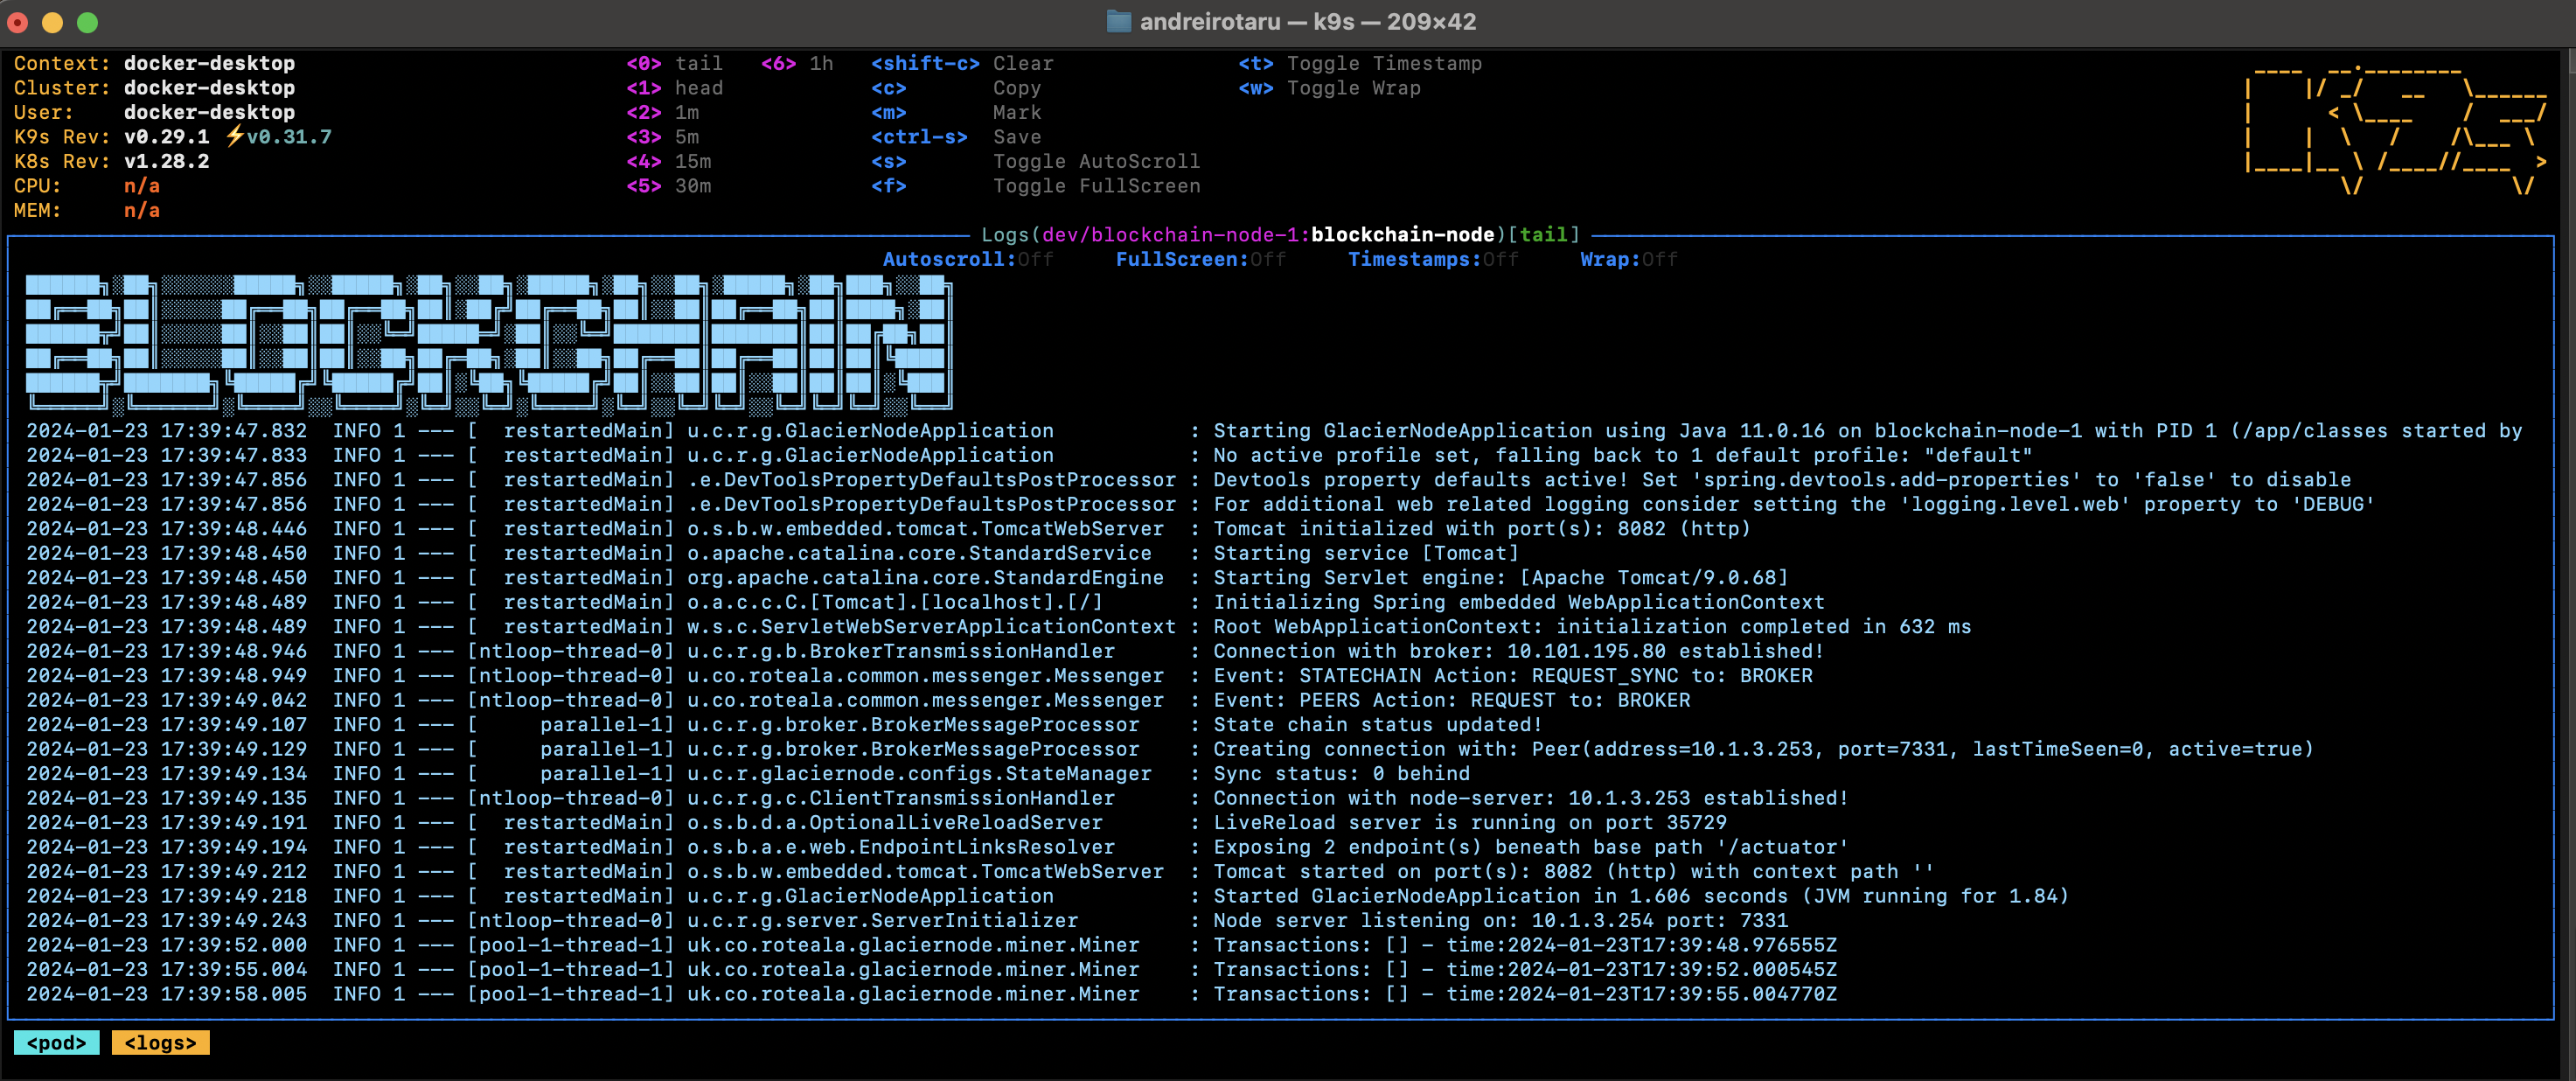 andreirotaru — k9s — 209×42
Context: docker-desktop <0> tail <6> 1h <shift-c> Clear <t> Toggle Timestamp
Cluster: docker-desktop <1> head <c> Copy <w> Toggle Wrap
User: docker-desktop <2> 1m <m> Mark
K9s Rev: v0.29.1 ⚡v0.31.7 <3> 5m <ctrl-s> Save
K8s Rev: v1.28.2 <4> 15m <s> Toggle AutoScroll
CPU: n/a <5> 30m <f> Toggle FullScreen
MEM: n/a
K9s
Logs(dev/blockchain-node-1:blockchain-node)[tail]
Autoscroll:Off FullScreen:Off Timestamps:Off Wrap:Off
BLOCKCHAIN
2024-01-23 17:39:47.832 INFO 1 --- [ restartedMain] u.c.r.g.GlacierNodeApplication : Starting GlacierNodeApplication using Java 11.0.16 on blockchain-node-1 with PID 1 (/app/classes started by
2024-01-23 17:39:47.833 INFO 1 --- [ restartedMain] u.c.r.g.GlacierNodeApplication : No active profile set, falling back to 1 default profile: "default"
2024-01-23 17:39:47.856 INFO 1 --- [ restartedMain] .e.DevToolsPropertyDefaultsPostProcessor : Devtools property defaults active! Set 'spring.devtools.add-properties' to 'false' to disable
2024-01-23 17:39:47.856 INFO 1 --- [ restartedMain] .e.DevToolsPropertyDefaultsPostProcessor : For additional web related logging consider setting the 'logging.level.web' property to 'DEBUG'
2024-01-23 17:39:48.446 INFO 1 --- [ restartedMain] o.s.b.w.embedded.tomcat.TomcatWebServer : Tomcat initialized with port(s): 8082 (http)
2024-01-23 17:39:48.450 INFO 1 --- [ restartedMain] o.apache.catalina.core.StandardService : Starting service [Tomcat]
2024-01-23 17:39:48.450 INFO 1 --- [ restartedMain] org.apache.catalina.core.StandardEngine : Starting Servlet engine: [Apache Tomcat/9.0.68]
2024-01-23 17:39:48.489 INFO 1 --- [ restartedMain] o.a.c.c.C.[Tomcat].[localhost].[/] : Initializing Spring embedded WebApplicationContext
2024-01-23 17:39:48.489 INFO 1 --- [ restartedMain] w.s.c.ServletWebServerApplicationContext : Root WebApplicationContext: initialization completed in 632 ms
2024-01-23 17:39:48.946 INFO 1 --- [ntloop-thread-0] u.c.r.g.b.BrokerTransmissionHandler : Connection with broker: 10.101.195.80 established!
2024-01-23 17:39:48.949 INFO 1 --- [ntloop-thread-0] u.co.roteala.common.messenger.Messenger : Event: STATECHAIN Action: REQUEST_SYNC to: BROKER
2024-01-23 17:39:49.042 INFO 1 --- [ntloop-thread-0] u.co.roteala.common.messenger.Messenger : Event: PEERS Action: REQUEST to: BROKER
2024-01-23 17:39:49.107 INFO 1 --- [ parallel-1] u.c.r.g.broker.BrokerMessageProcessor : State chain status updated!
2024-01-23 17:39:49.129 INFO 1 --- [ parallel-1] u.c.r.g.broker.BrokerMessageProcessor : Creating connection with: Peer(address=10.1.3.253, port=7331, lastTimeSeen=0, active=true)
2024-01-23 17:39:49.134 INFO 1 --- [ parallel-1] u.c.r.glaciernode.configs.StateManager : Sync status: 0 behind
2024-01-23 17:39:49.135 INFO 1 --- [ntloop-thread-0] u.c.r.g.c.ClientTransmissionHandler : Connection with node-server: 10.1.3.253 established!
2024-01-23 17:39:49.191 INFO 1 --- [ restartedMain] o.s.b.d.a.OptionalLiveReloadServer : LiveReload server is running on port 35729
2024-01-23 17:39:49.194 INFO 1 --- [ restartedMain] o.s.b.a.e.web.EndpointLinksResolver : Exposing 2 endpoint(s) beneath base path '/actuator'
2024-01-23 17:39:49.212 INFO 1 --- [ restartedMain] o.s.b.w.embedded.tomcat.TomcatWebServer : Tomcat started on port(s): 8082 (http) with context path ''
2024-01-23 17:39:49.218 INFO 1 --- [ restartedMain] u.c.r.g.GlacierNodeApplication : Started GlacierNodeApplication in 1.606 seconds (JVM running for 1.84)
2024-01-23 17:39:49.243 INFO 1 --- [ntloop-thread-0] u.c.r.g.server.ServerInitializer : Node server listening on: 10.1.3.254 port: 7331
2024-01-23 17:39:52.000 INFO 1 --- [pool-1-thread-1] uk.co.roteala.glaciernode.miner.Miner : Transactions: [] - time:2024-01-23T17:39:48.976555Z
2024-01-23 17:39:55.004 INFO 1 --- [pool-1-thread-1] uk.co.roteala.glaciernode.miner.Miner : Transactions: [] - time:2024-01-23T17:39:52.000545Z
2024-01-23 17:39:58.005 INFO 1 --- [pool-1-thread-1] uk.co.roteala.glaciernode.miner.Miner : Transactions: [] - time:2024-01-23T17:39:55.004770Z
<pod> <logs>